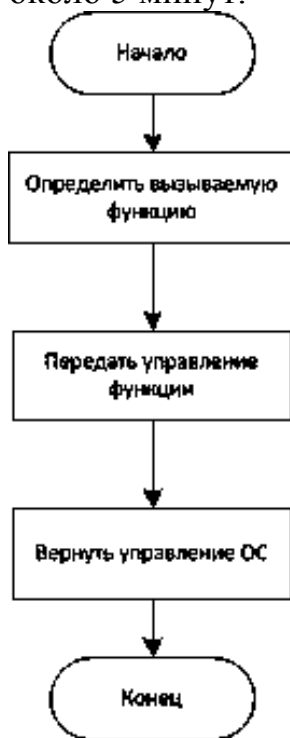 около 5 минут.
Начало
Определить вызываемую
функцию
Передать управление
функции
Вернуть управление ОС
Конец